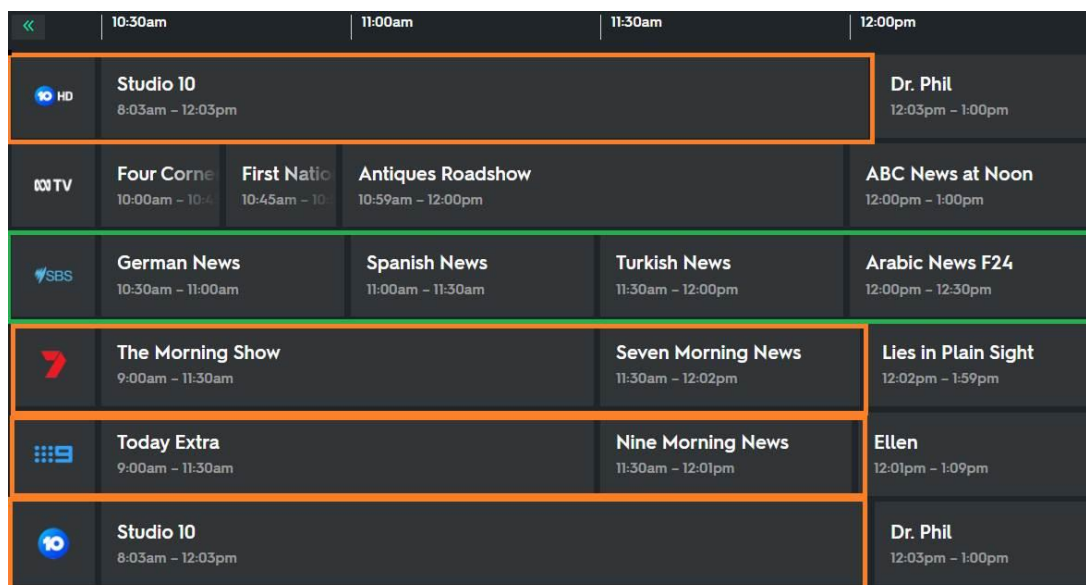 10:30am 11:00am 11:30am 12:00pm
10 HD
Studio 10 Dr. Phil
8:03am – 12:03pm 12:03pm – 1:00pm
TV
Four Corne First Natio Antiques Roadshow ABC News at Noon
10:00am – 10:4 10:45am – 10: 10:59am – 12:00pm 12:00pm – 1:00pm
SBS
German News Spanish News Turkish News Arabic News F24
10:30am – 11:00am 11:00am – 11:30am 11:30am – 12:00pm 12:00pm – 12:30pm
7
The Morning Show Seven Morning News Lies in Plain Sight
9:00am – 11:30am 11:30am – 12:02pm 12:02pm – 1:59pm
9
Today Extra Nine Morning News Ellen
9:00am – 11:30am 11:30am – 12:01pm 12:01pm – 1:09pm
10
Studio 10 Dr. Phil
8:03am – 12:03pm 12:03pm – 1:00pm